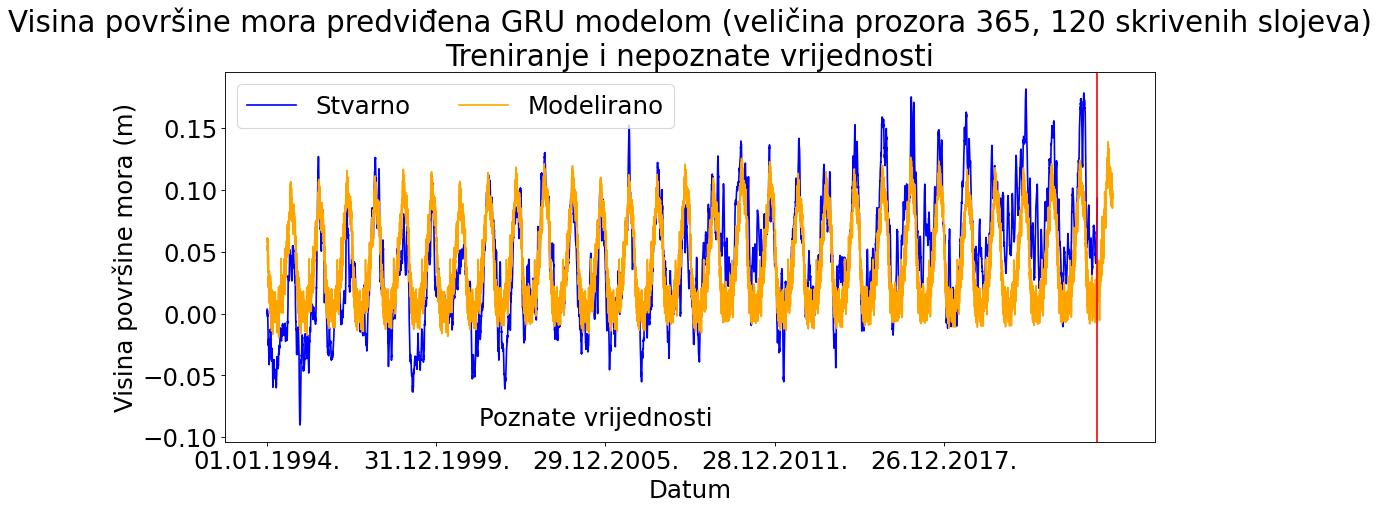 Visina površine mora predviđena GRU modelom (veličina prozora 365, 120 skrivenih slojeva)
Treniranje i nepoznate vrijednosti
Stvarno
Modelirano
Visina površine mora (m)
0.15
0.10
0.05
0.00
−0.05
−0.10
Poznate vrijednosti
01.01.1994.
31.12.1999.
29.12.2005.
28.12.2011.
26.12.2017.
Datum